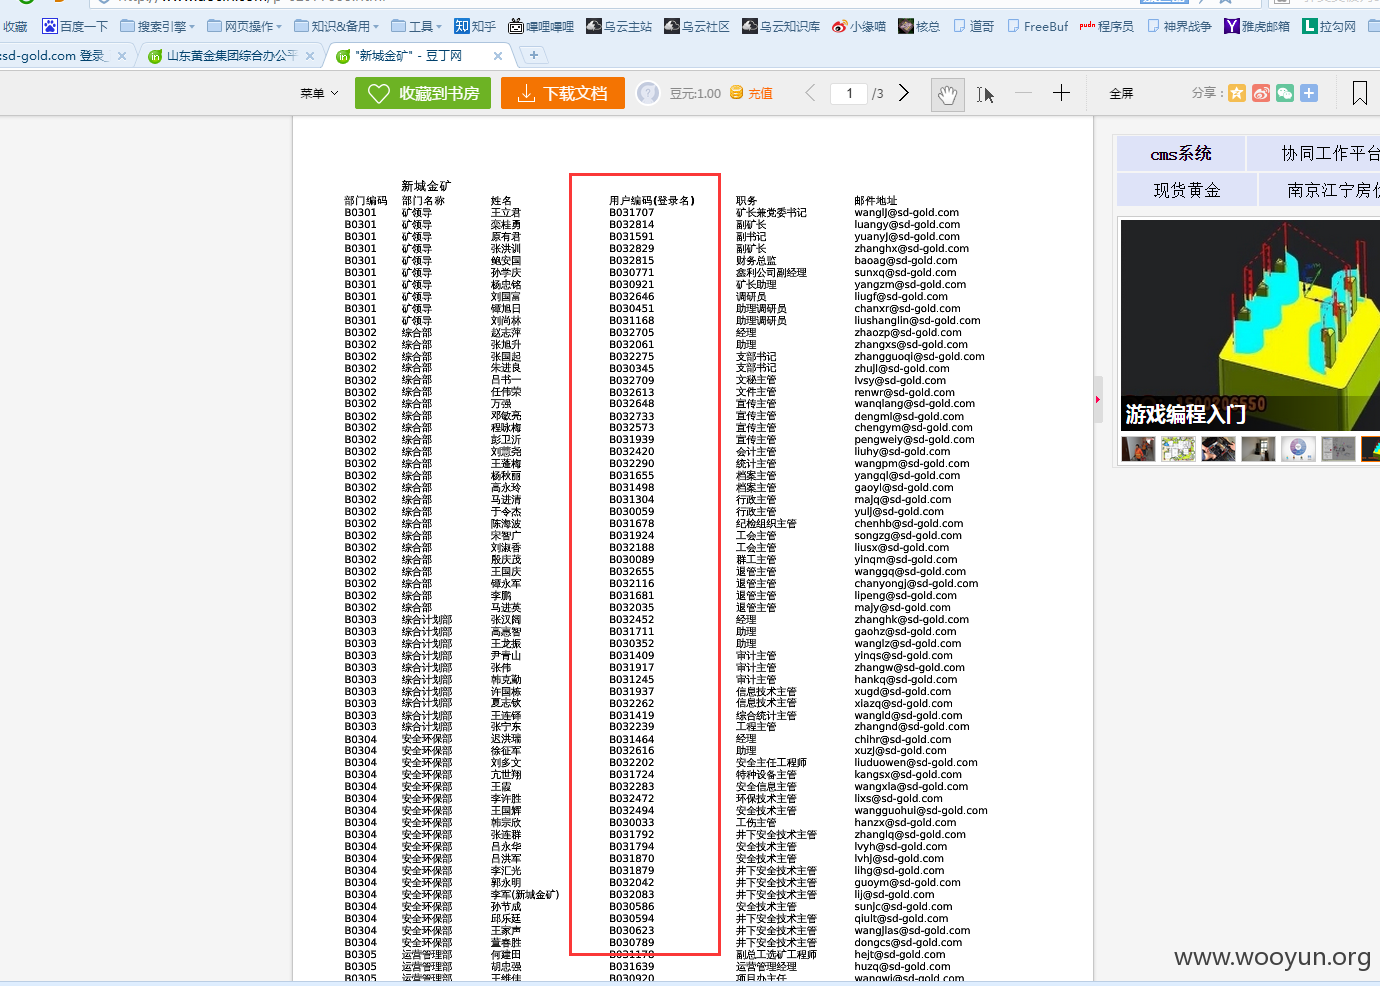 收藏 百度一下 搜索引擎 网页操作 知识&备用 工具 知乎 哔哩哔哩 乌云主站 乌云社区 乌云知识库 小缘喵 核总 道哥 FreeBuf 程序员 神界战争 雅虎邮箱 拉勾网
:sd-gold.com 登录_ 山东黄金集团综合办公平 "新城金矿" - 豆丁网
菜单 收藏到书房 下载文档 豆元:1.00 充值 1 /3 全屏 分享:
cms系统 协同工作平台
现货黄金 南京江宁房价
游戏编程入门
新城金矿
部门编码 部门名称 姓名 用户编码(登录名) 职务 邮件地址
B0301 矿领导 王立君 B031707 矿长兼党委书记 wanglj@sd-gold.com
B0301 矿领导 栾桂勇 B032814 副矿长 luangy@sd-gold.com
B0301 矿领导 原有君 B031591 副书记 yuanyj@sd-gold.com
B0301 矿领导 张洪训 B032829 副矿长 zhanghx@sd-gold.com
B0301 矿领导 鲍安国 B032815 财务总监 baoag@sd-gold.com
B0301 矿领导 孙学庆 B030771 鑫利公司副经理 sunxq@sd-gold.com
B0301 矿领导 杨忠铭 B030921 矿长助理 yangzm@sd-gold.com
B0301 矿领导 刘国富 B032646 调研员 liugf@sd-gold.com
B0301 矿领导 镡旭日 B030451 助理调研员 chanxr@sd-gold.com
B0301 矿领导 刘尚林 B031168 助理调研员 liushanglin@sd-gold.com
B0302 综合部 赵志萍 B032705 经理 zhaozp@sd-gold.com
B0302 综合部 张旭升 B032061 助理 zhangxs@sd-gold.com
B0302 综合部 张国起 B032275 支部书记 zhangguoqi@sd-gold.com
B0302 综合部 朱进良 B030345 支部书记 zhujl@sd-gold.com
B0302 综合部 吕书一 B032709 文秘主管 lvsy@sd-gold.com
B0302 综合部 任伟荣 B032613 文件主管 renwr@sd-gold.com
B0302 综合部 万强 B032648 宣传主管 wanqiang@sd-gold.com
B0302 综合部 邓敏亮 B032733 宣传主管 dengml@sd-gold.com
B0302 综合部 程咏梅 B032573 宣传主管 chengym@sd-gold.com
B0302 综合部 彭卫沂 B031939 宣传主管 pengweiy@sd-gold.com
B0302 综合部 刘慧尧 B032420 会计主管 liuhy@sd-gold.com
B0302 综合部 王蓬梅 B032290 统计主管 wangpm@sd-gold.com
B0302 综合部 杨秋丽 B031655 档案主管 yangql@sd-gold.com
B0302 综合部 高永玲 B031498 档案主管 gaoyl@sd-gold.com
B0302 综合部 马进清 B031304 行政主管 majq@sd-gold.com
B0302 综合部 于令杰 B030059 行政主管 yulj@sd-gold.com
B0302 综合部 陈海波 B031678 纪检组织主管 chenhb@sd-gold.com
B0302 综合部 宋智广 B031924 工会主管 songzg@sd-gold.com
B0302 综合部 刘淑香 B032188 工会主管 liusx@sd-gold.com
B0302 综合部 殷庆茂 B030089 群工主管 yinqm@sd-gold.com
B0302 综合部 王国庆 B032655 退管主管 wanggq@sd-gold.com
B0302 综合部 镡永军 B032116 退管主管 chanyongj@sd-gold.com
B0302 综合部 李鹏 B031681 退管主管 lipeng@sd-gold.com
B0302 综合部 马进英 B032035 退管主管 majy@sd-gold.com
B0303 综合计划部 张汉阔 B032452 经理 zhanghk@sd-gold.com
B0303 综合计划部 高惠智 B031711 助理 gaohz@sd-gold.com
B0303 综合计划部 王龙振 B030352 助理 wanglz@sd-gold.com
B0303 综合计划部 尹青山 B031409 审计主管 yinqs@sd-gold.com
B0303 综合计划部 张伟 B031917 审计主管 zhangw@sd-gold.com
B0303 综合计划部 韩克勤 B031245 审计主管 hankq@sd-gold.com
B0303 综合计划部 许国栋 B031937 信息技术主管 xugd@sd-gold.com
B0303 综合计划部 夏志钦 B032262 信息技术主管 xiazq@sd-gold.com
B0303 综合计划部 王连铎 B031419 综合统计主管 wangld@sd-gold.com
B0303 综合计划部 张宁东 B032239 工程主管 zhangnd@sd-gold.com
B0304 安全环保部 迟洪瑞 B031464 经理 chihr@sd-gold.com
B0304 安全环保部 徐征军 B032616 助理 xuzj@sd-gold.com
B0304 安全环保部 刘多文 B032202 安全主任工程师 liuduowen@sd-gold.com
B0304 安全环保部 亢世翔 B031724 特种设备主管 kangsx@sd-gold.com
B0304 安全环保部 王霞 B032283 安全信息主管 wangxia@sd-gold.com
B0304 安全环保部 李许胜 B032472 环保技术主管 lixs@sd-gold.com
B0304 安全环保部 王国辉 B032494 安全技术主管 wangguohui@sd-gold.com
B0304 安全环保部 韩宗欣 B030033 工伤主管 hanzx@sd-gold.com
B0304 安全环保部 张连群 B031792 井下安全技术主管 zhanglq@sd-gold.com
B0304 安全环保部 吕永华 B031794 安全技术主管 lvyh@sd-gold.com
B0304 安全环保部 吕洪军 B031870 安全技术主管 lvhj@sd-gold.com
B0304 安全环保部 李汇光 B031879 井下安全技术主管 lihg@sd-gold.com
B0304 安全环保部 郭永明 B032042 井下安全技术主管 guoym@sd-gold.com
B0304 安全环保部 李军(新城金矿) B032083 井下安全技术主管 lij@sd-gold.com
B0304 安全环保部 孙节成 B030586 安全技术主管 sunjc@sd-gold.com
B0304 安全环保部 邱乐廷 B030594 井下安全技术主管 qiult@sd-gold.com
B0304 安全环保部 王家声 B030623 井下安全技术主管 wangjias@sd-gold.com
B0304 安全环保部 董春胜 B030789 井下安全技术主管 dongcs@sd-gold.com
B0305 运营管理部 何建田 B031178 副总工选矿工程师 hejt@sd-gold.com
B0305 运营管理部 胡忠强 B031639 运营管理经理 huzq@sd-gold.com
B0305 运营管理部 王维佳 B030920 项目办主任 wangwj@sd-gold.com
www.wooyun.org